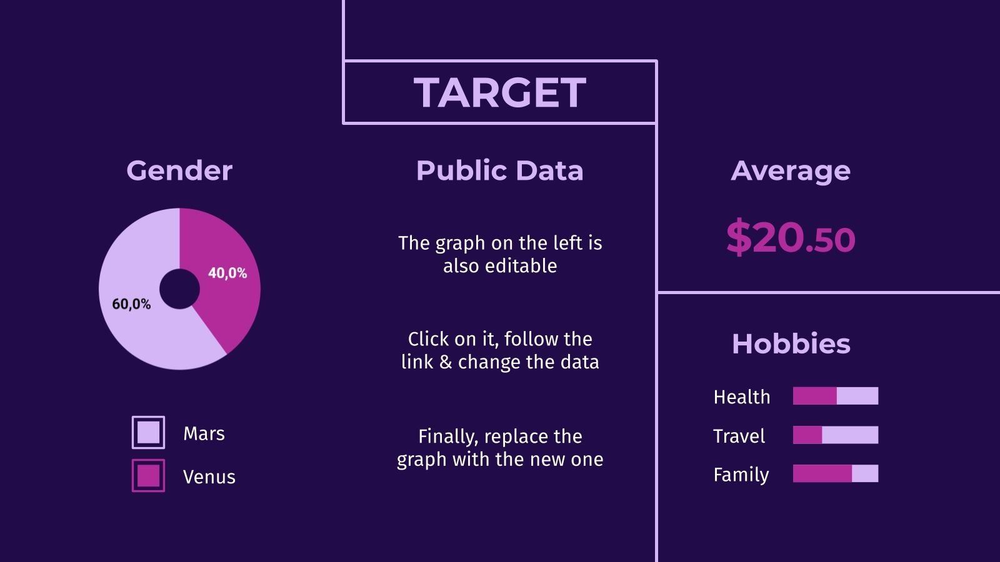 TARGET
Gender
40,0%
60,0%
Mars
Venus
Public Data
The graph on the left is
also editable
Click on it, follow the
link & change the data
Finally, replace the
graph with the new one
Average
$20.50
Hobbies
Health
Travel
Family